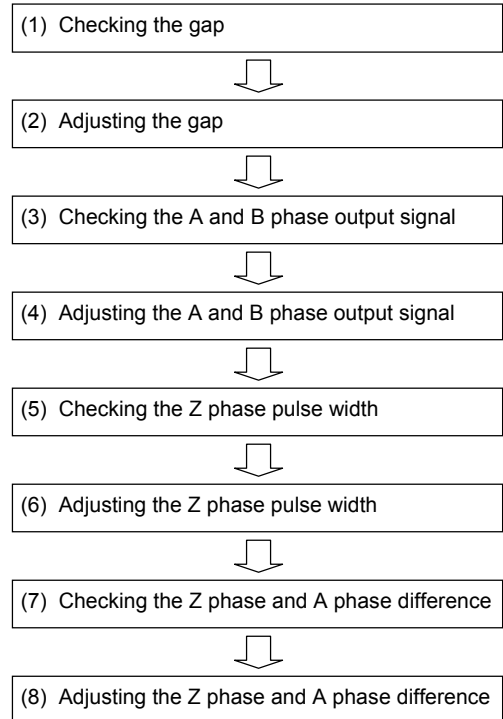 (1) Checking the gap
(2) Adjusting the gap
(3) Checking the A and B phase output signal
(4) Adjusting the A and B phase output signal
(5) Checking the Z phase pulse width
(6) Adjusting the Z phase pulse width
(7) Checking the Z phase and A phase difference
(8) Adjusting the Z phase and A phase difference